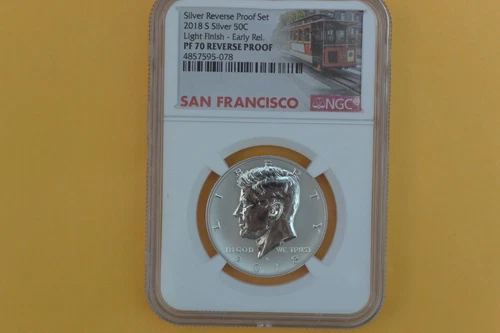 Silver Reverse Proof Set
2018 S Silver 50C
Light Finish - Early Rel.
PF 70 REVERSE PROOF
4857595-078
SAN FRANCISCO
NGC
LIBERTY
IN GOD WE TRUST
2018